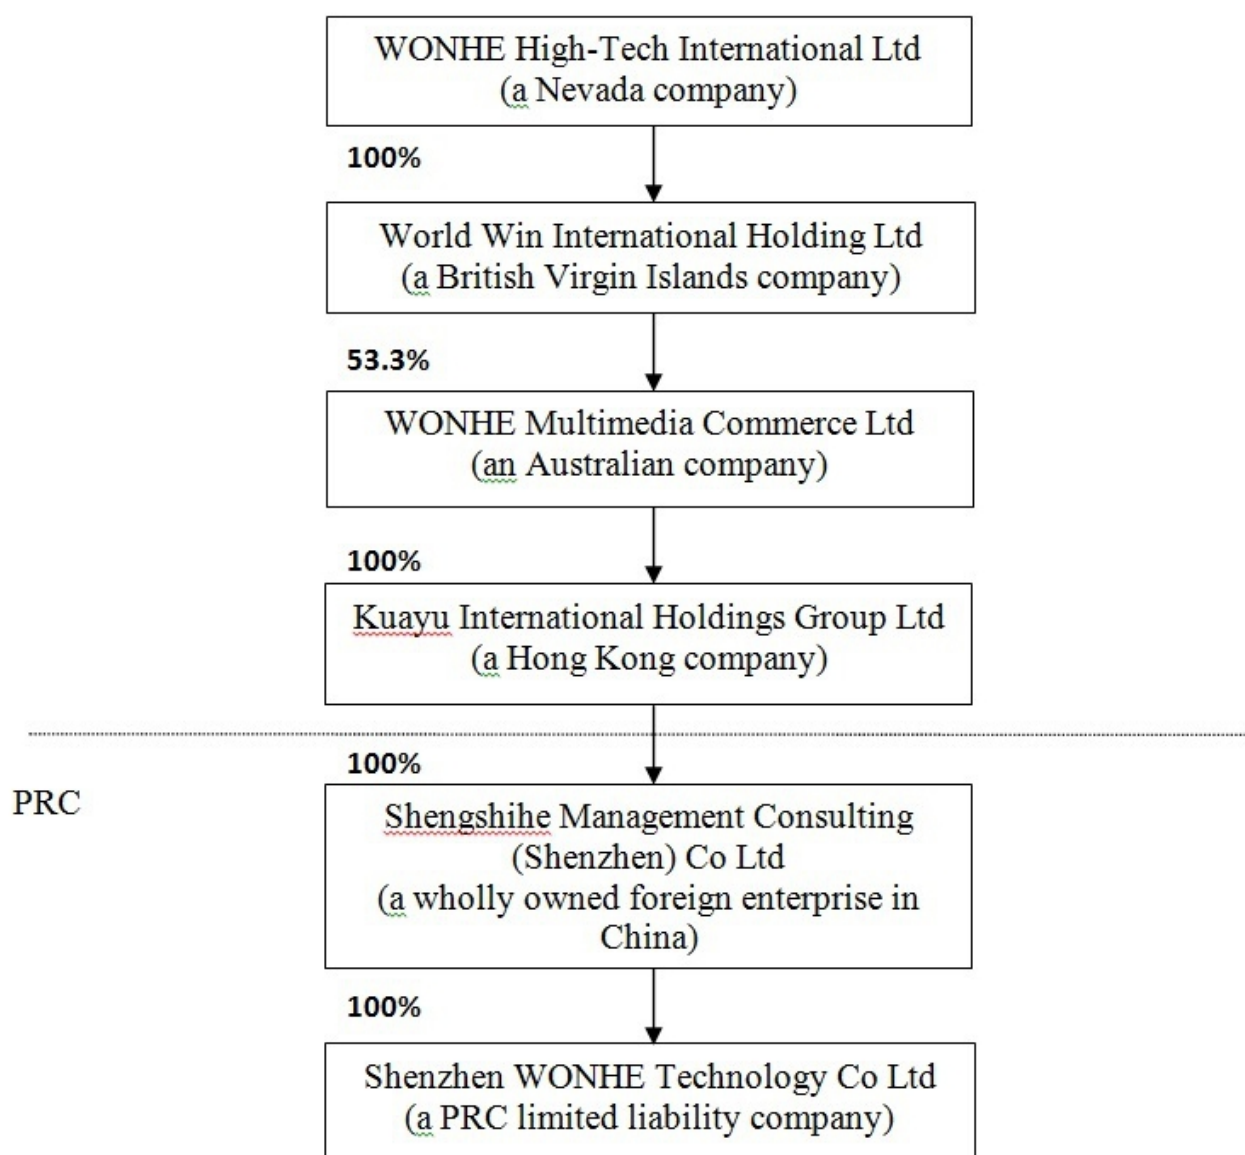 WONHE High-Tech International Ltd
(a Nevada company)
100%
World Win International Holding Ltd
(a British Virgin Islands company)
53.3%
WONHE Multimedia Commerce Ltd
(an Australian company)
100%
Kuayu International Holdings Group Ltd
(a Hong Kong company)
100%
PRC
Shengshihe Management Consulting
(Shenzhen) Co Ltd
(a wholly owned foreign enterprise in
China)
100%
Shenzhen WONHE Technology Co Ltd
(a PRC limited liability company)